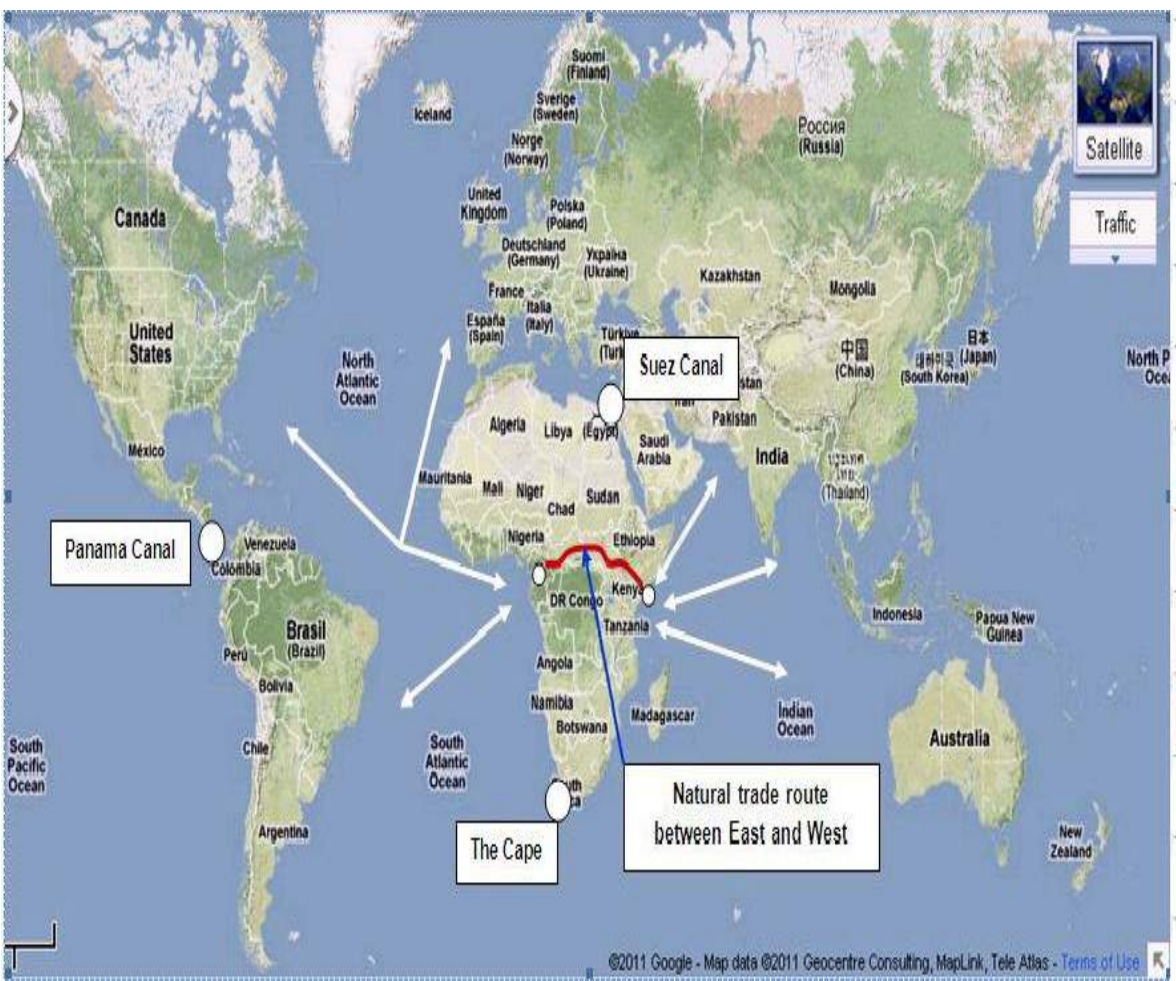 Suomi
(Finland)
Iceland
Sverige
(Sweden)
Norge
(Norway)
Россия
(Russia)
Satellite
Traffic
United
Kingdom
Polska
(Poland)
Canada
Deutschland
(Germany)
Україна
(Ukraine)
Kazakhstan
Mongolia
France
Italia
(Italy)
España
(Spain)
United
States
North
Atlantic
Ocean
Suez Canal
中国
(China)
(South Korea)
日本
(Japan)
North P
Pakistan
Algeria
Libya
(Egypt)
Saudi
Arabia
India
(Thailand)
México
Mauritania
Mali
Niger
Chad
Sudan
Nigeria
Ethiopia
Panama Canal
Venezuela
Colombia
DR Congo
Kenya
Tanzania
Indonesia
Papua New
Guinea
Brasil
(Brazil)
Perú
Bolivia
Angola
Namibia
Botswana
Madagascar
Indian
Ocean
Australia
South
Pacific
Ocean
Chile
South
Atlantic
Ocean
Argentina
The Cape
Natural trade route
between East and West
New
Zealand
©2011 Google - Map data ©2011 Geocentre Consulting, MapLink, Tele Atlas - Terms of Use